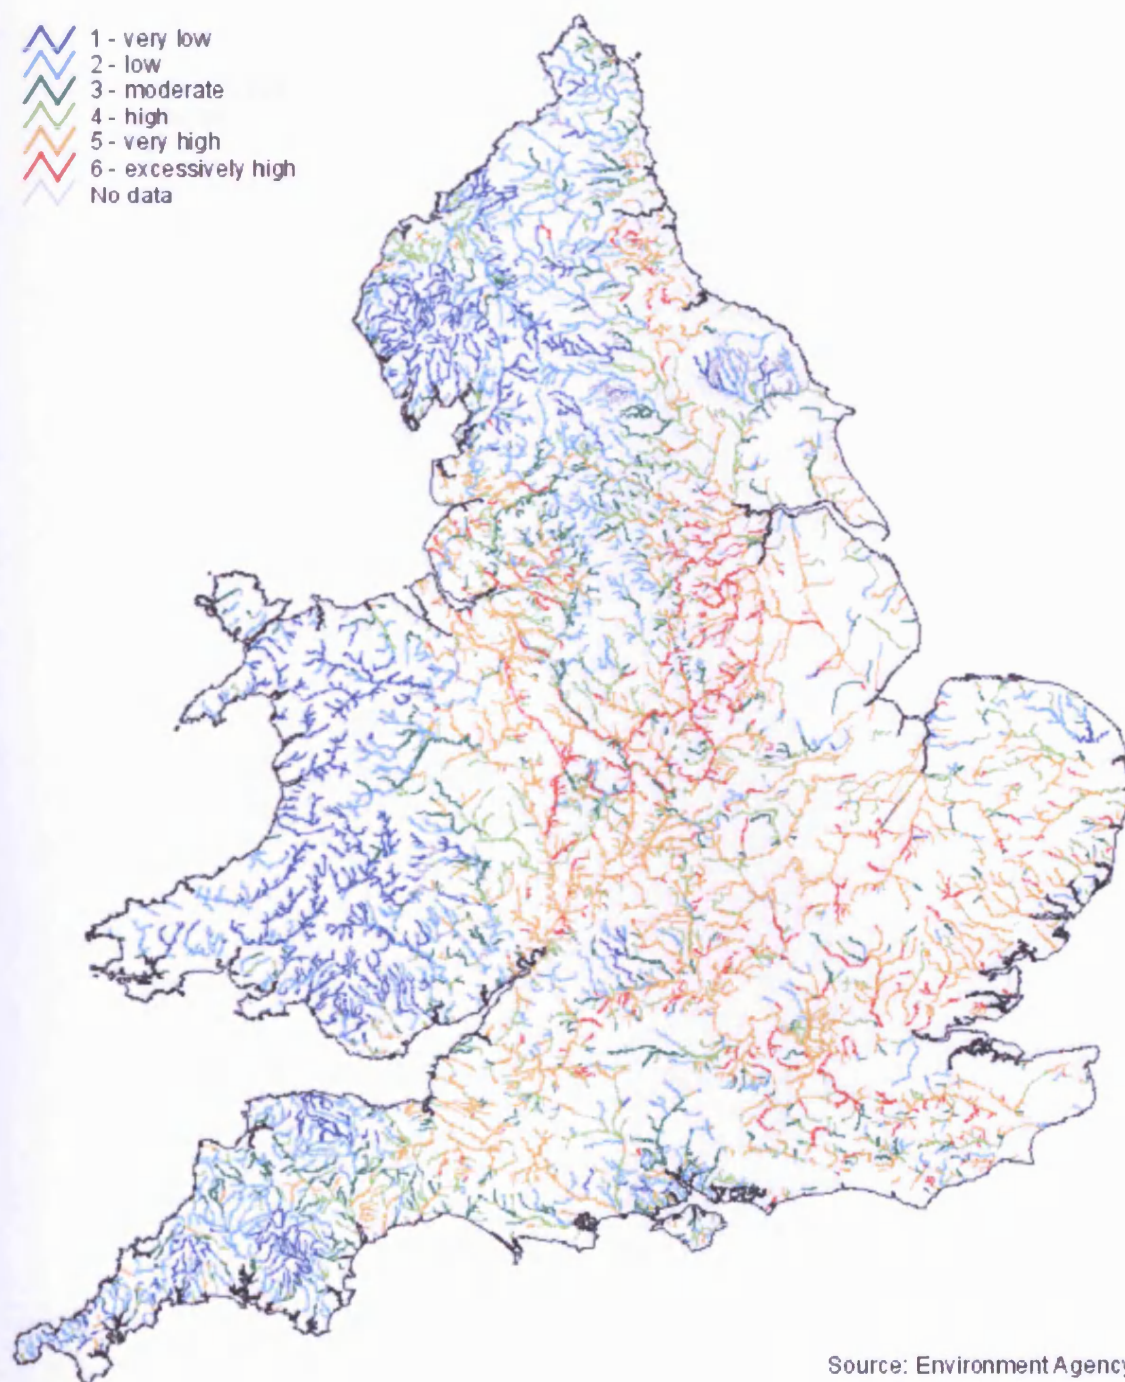 1 - very low
2 - low
3 - moderate
4 - high
5 - very high
6 - excessively high
No data
Source: Environment Agency